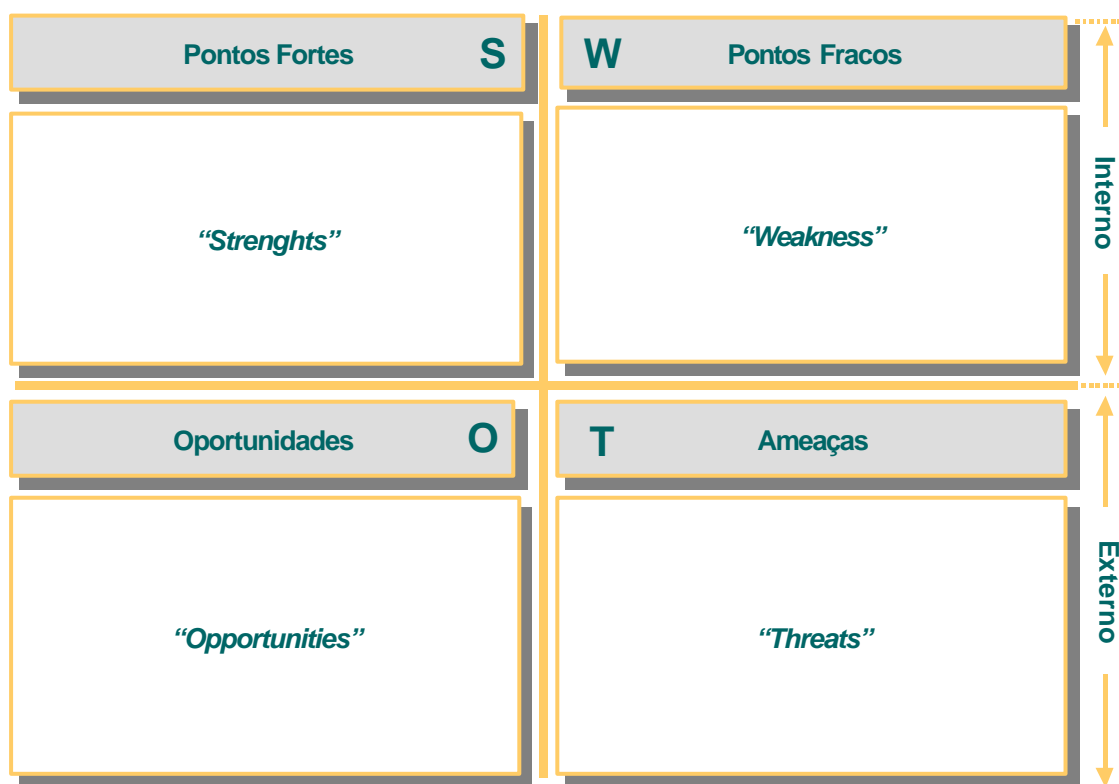 Pontos Fortes S
W Pontos Fracos
“Strenghts”
“Weakness”
Interno
Oportunidades O
T Ameaças
“Opportunities”
“Threats”
Externo